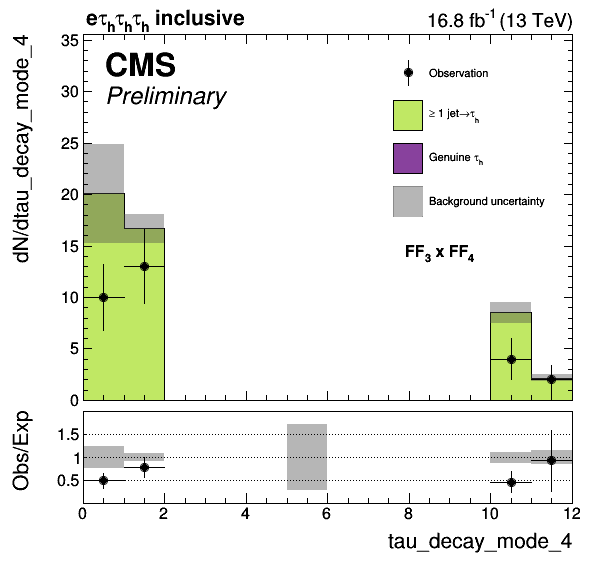 eτhτhτh inclusive
16.8 fb-1 (13 TeV)
CMS
Preliminary
Observation
≥ 1 jet→τh
Genuine τh
Background uncertainty
FF3 x FF4
dN/dtau_decay_mode_4
35
30
25
20
15
10
5
0
Obs/Exp
1.5
1
0.5
0 2 4 6 8 10 12
tau_decay_mode_4